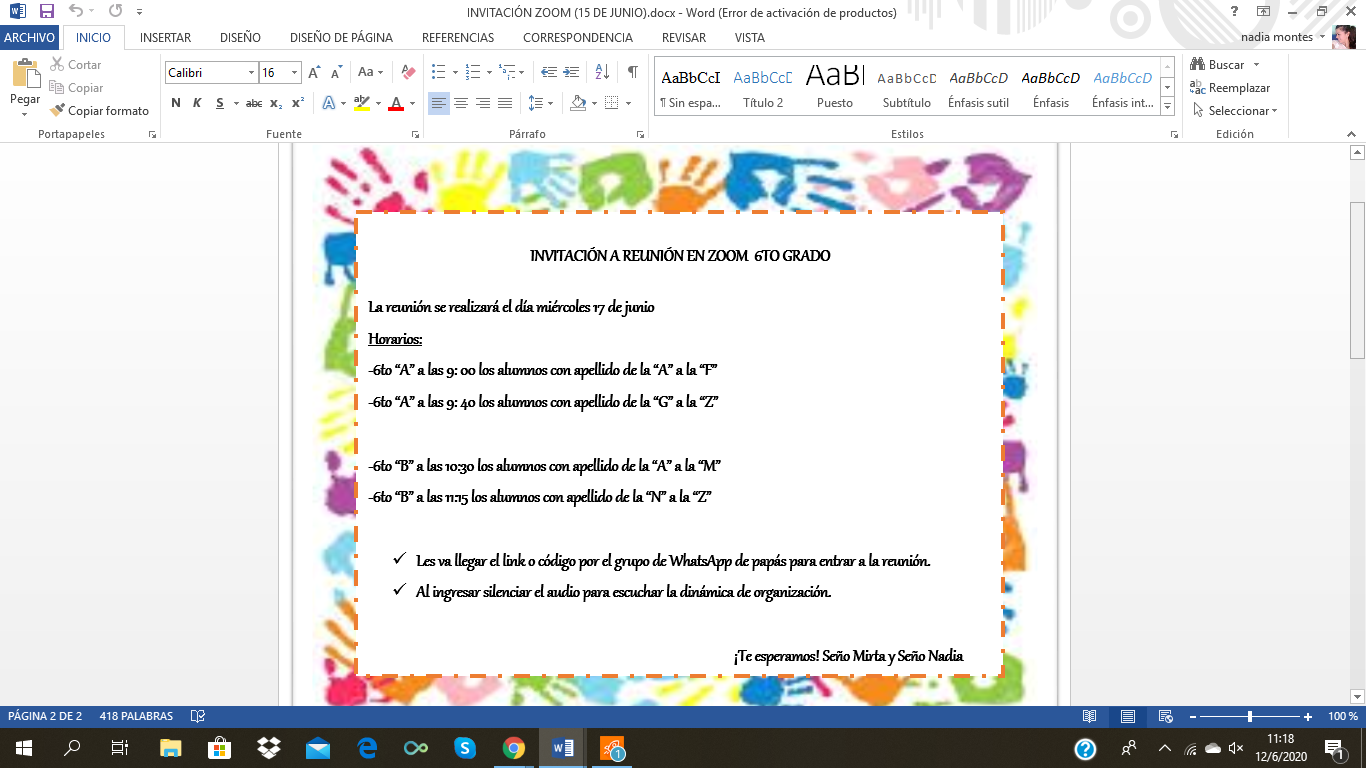 INVITACIÓN ZOOM (15 DE JUNIO).docx - Word (Error de activación de productos)
ARCHIVO INICIO INSERTAR DISEÑO DISEÑO DE PÁGINA REFERENCIAS CORRESPONDENCIA REVISAR VISTA nadia montes
Pegar
Cortar
Copiar
Copiar formato
Portapapeles
Calibri 16
Aa
N K S abc x₂ x²
A A
Fuente
Párrafo
AaBbCcI AaBbCcD AaBl AaBbCcD AaBbCcD AaBbCcD AaBbCcD
¶ Sin espa... Título 2 Puesto Subtítulo Énfasis sutil Énfasis Énfasis int...
Estilos
Buscar
Reemplazar
Seleccionar
Edición
INVITACIÓN A REUNIÓN EN ZOOM 6TO GRADO
La reunión se realizará el día miércoles 17 de junio
Horarios:
-6to “A” a las 9: 00 los alumnos con apellido de la “A” a la “F”
-6to “A” a las 9: 40 los alumnos con apellido de la “G” a la “Z”
-6to “B” a las 10:30 los alumnos con apellido de la “A” a la “M”
-6to “B” a las 11:15 los alumnos con apellido de la “N” a la “Z”
✓ Les va llegar el link o código por el grupo de WhatsApp de papás para entrar a la reunión.
✓ Al ingresar silenciar el audio para escuchar la dinámica de organización.
¡Te esperamos! Seño Mirta y Seño Nadia
PÁGINA 2 DE 2 418 PALABRAS 100 %
11:18
12/6/2020